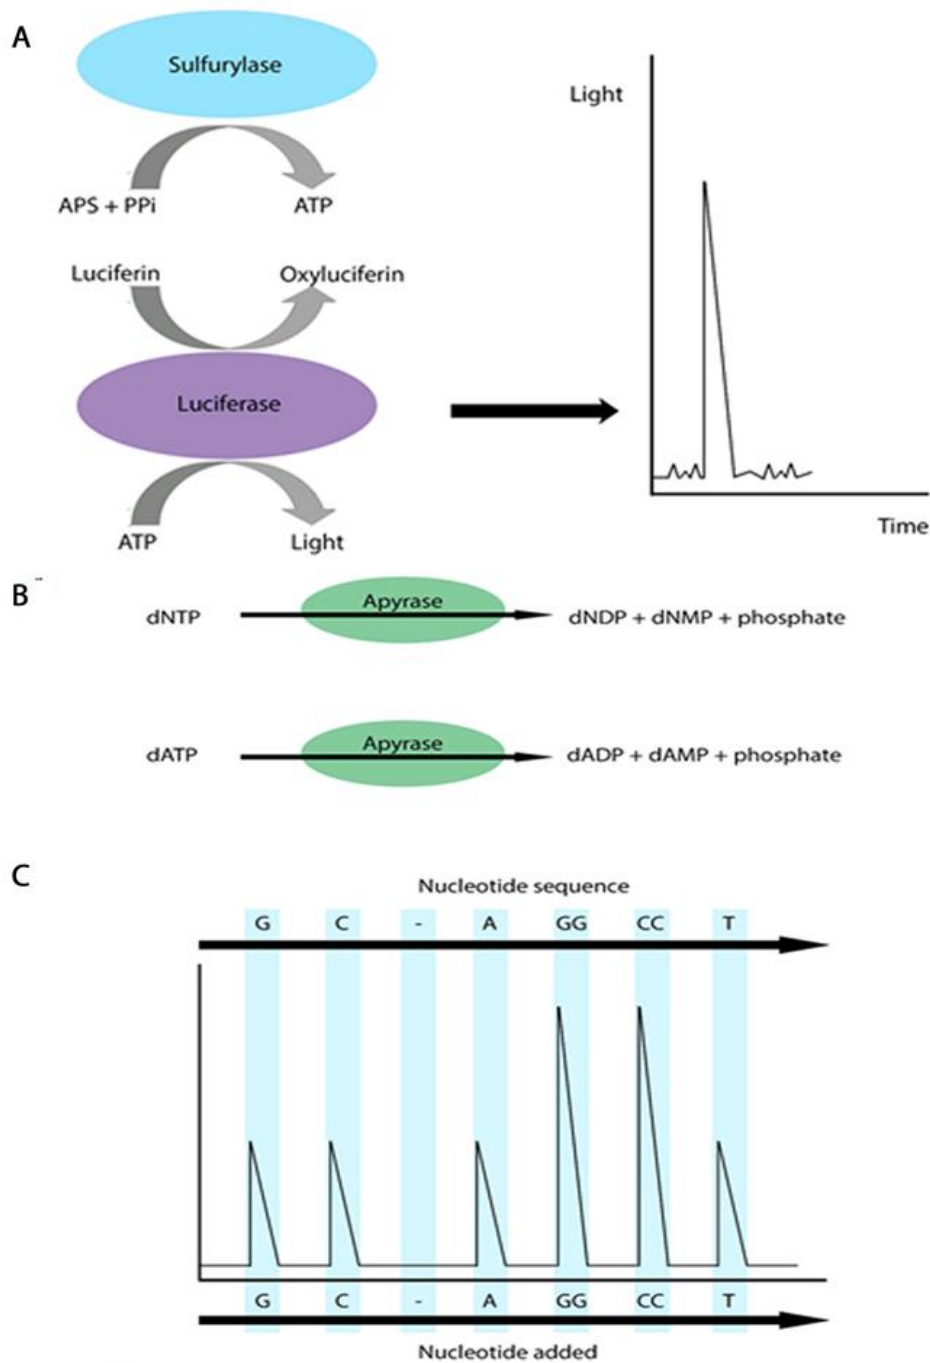 A
Sulfurylase
Light
APS + PPi
ATP
Luciferin
Oxyluciferin
Luciferase
ATP
Light
Time
B
dNTP
Apyrase
dNDP + dNMP + phosphate
dATP
Apyrase
dADP + dAMP + phosphate
C
Nucleotide sequence
G C - A GG CC T
G C - A GG CC T
Nucleotide added